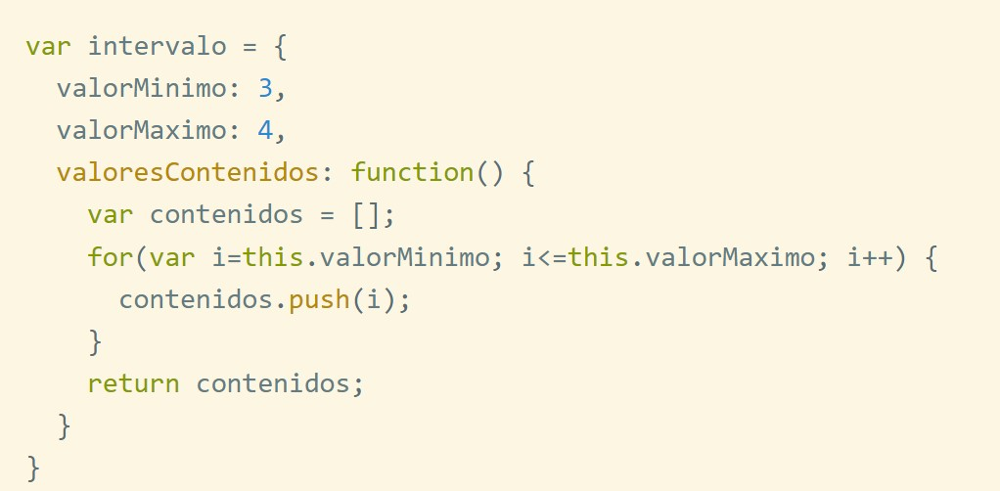 var intervalo = {
  valorMinimo: 3,
  valorMaximo: 4,
  valoresContenidos: function() {
    var contenidos = [];
    for(var i=this.valorMinimo; i<=this.valorMaximo; i++) {
      contenidos.push(i);
    }
    return contenidos;
  }
}